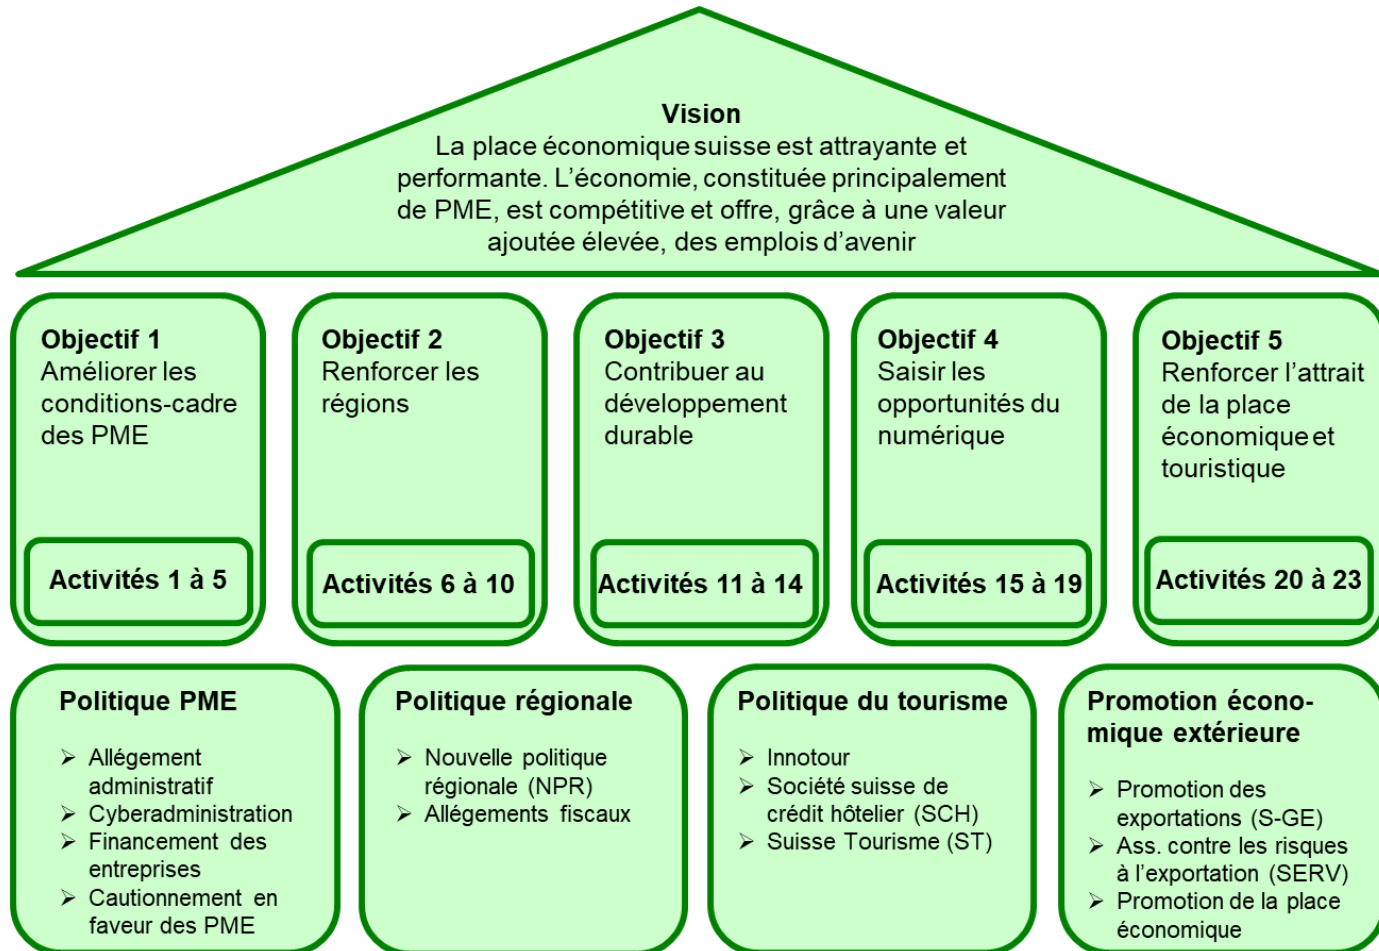 Vision
La place économique suisse est attrayante et
performante. L’économie, constituée principalement
de PME, est compétitive et offre, grâce à une valeur
ajoutée élevée, des emplois d’avenir
Objectif 1
Améliorer les
conditions-cadre
des PME
Activités 1 à 5
Objectif 2
Renforcer les
régions
Activités 6 à 10
Objectif 3
Contribuer au
développement
durable
Activités 11 à 14
Objectif 4
Saisir les
opportunités du
numérique
Activités 15 à 19
Objectif 5
Renforcer l’attrait
de la place
économique et
touristique
Activités 20 à 23
Politique PME
➢ Allégement
administratif
➢ Cyberadministration
➢ Financement des
entreprises
➢ Cautionnement en
faveur des PME
Politique régionale
➢ Nouvelle politique
régionale (NPR)
➢ Allégements fiscaux
Politique du tourisme
➢ Innotour
➢ Société suisse de
crédit hôtelier (SCH)
➢ Suisse Tourisme (ST)
Promotion écono-
mique extérieure
➢ Promotion des
exportations (S-GE)
➢ Ass. contre les risques
à l’exportation (SERV)
➢ Promotion de la place
économique